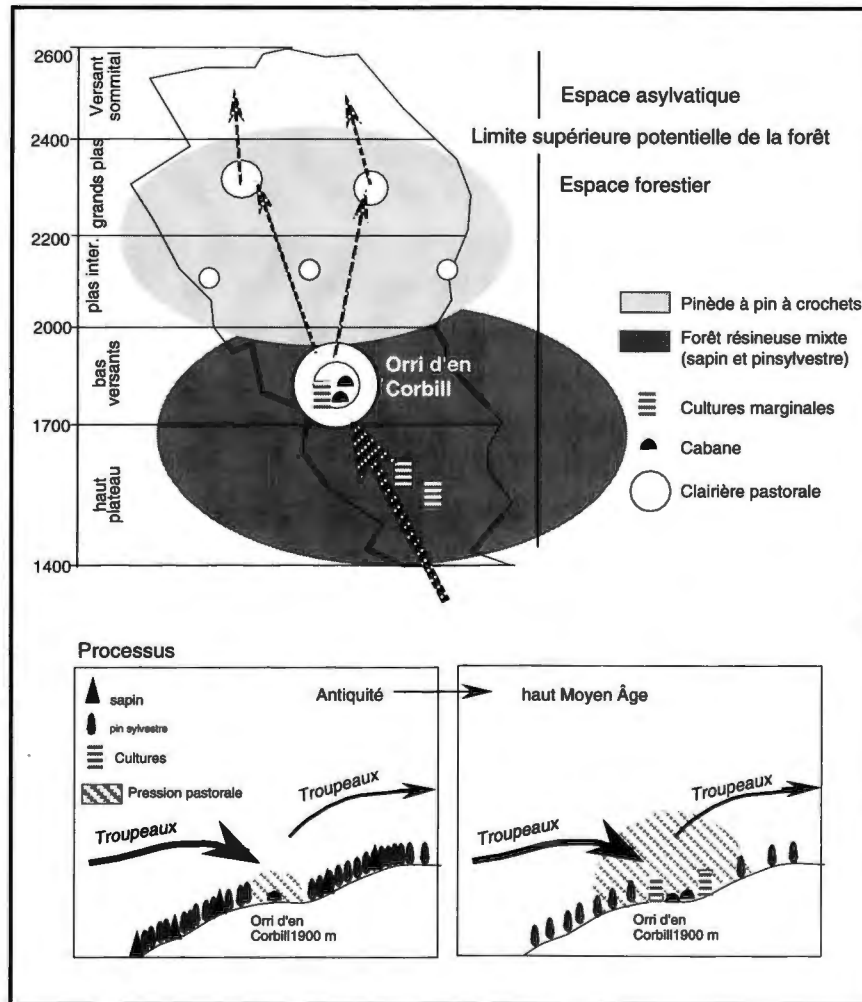 2600
Versant
sommital
2400
grands plas
2200
plas inter.
2000
bas
versants
1700
haut
plateau
1400
Orri d'en
Corbill
Espace asylvatique
Limite supérieure potentielle de la forêt
Espace forestier
Pinède à pin à crochets
Forêt résineuse mixte
(sapin et pinsylvestre)
Cultures marginales
Cabane
Clairière pastorale
Processus
sapin
pin sylvestre
Cultures
Pression pastorale
Antiquité
haut Moyen Âge
Troupeaux
Troupeaux
Orri d'en
Corbill1900 m
Troupeaux
Troupeaux
Orri d'en
Corbill1900 m